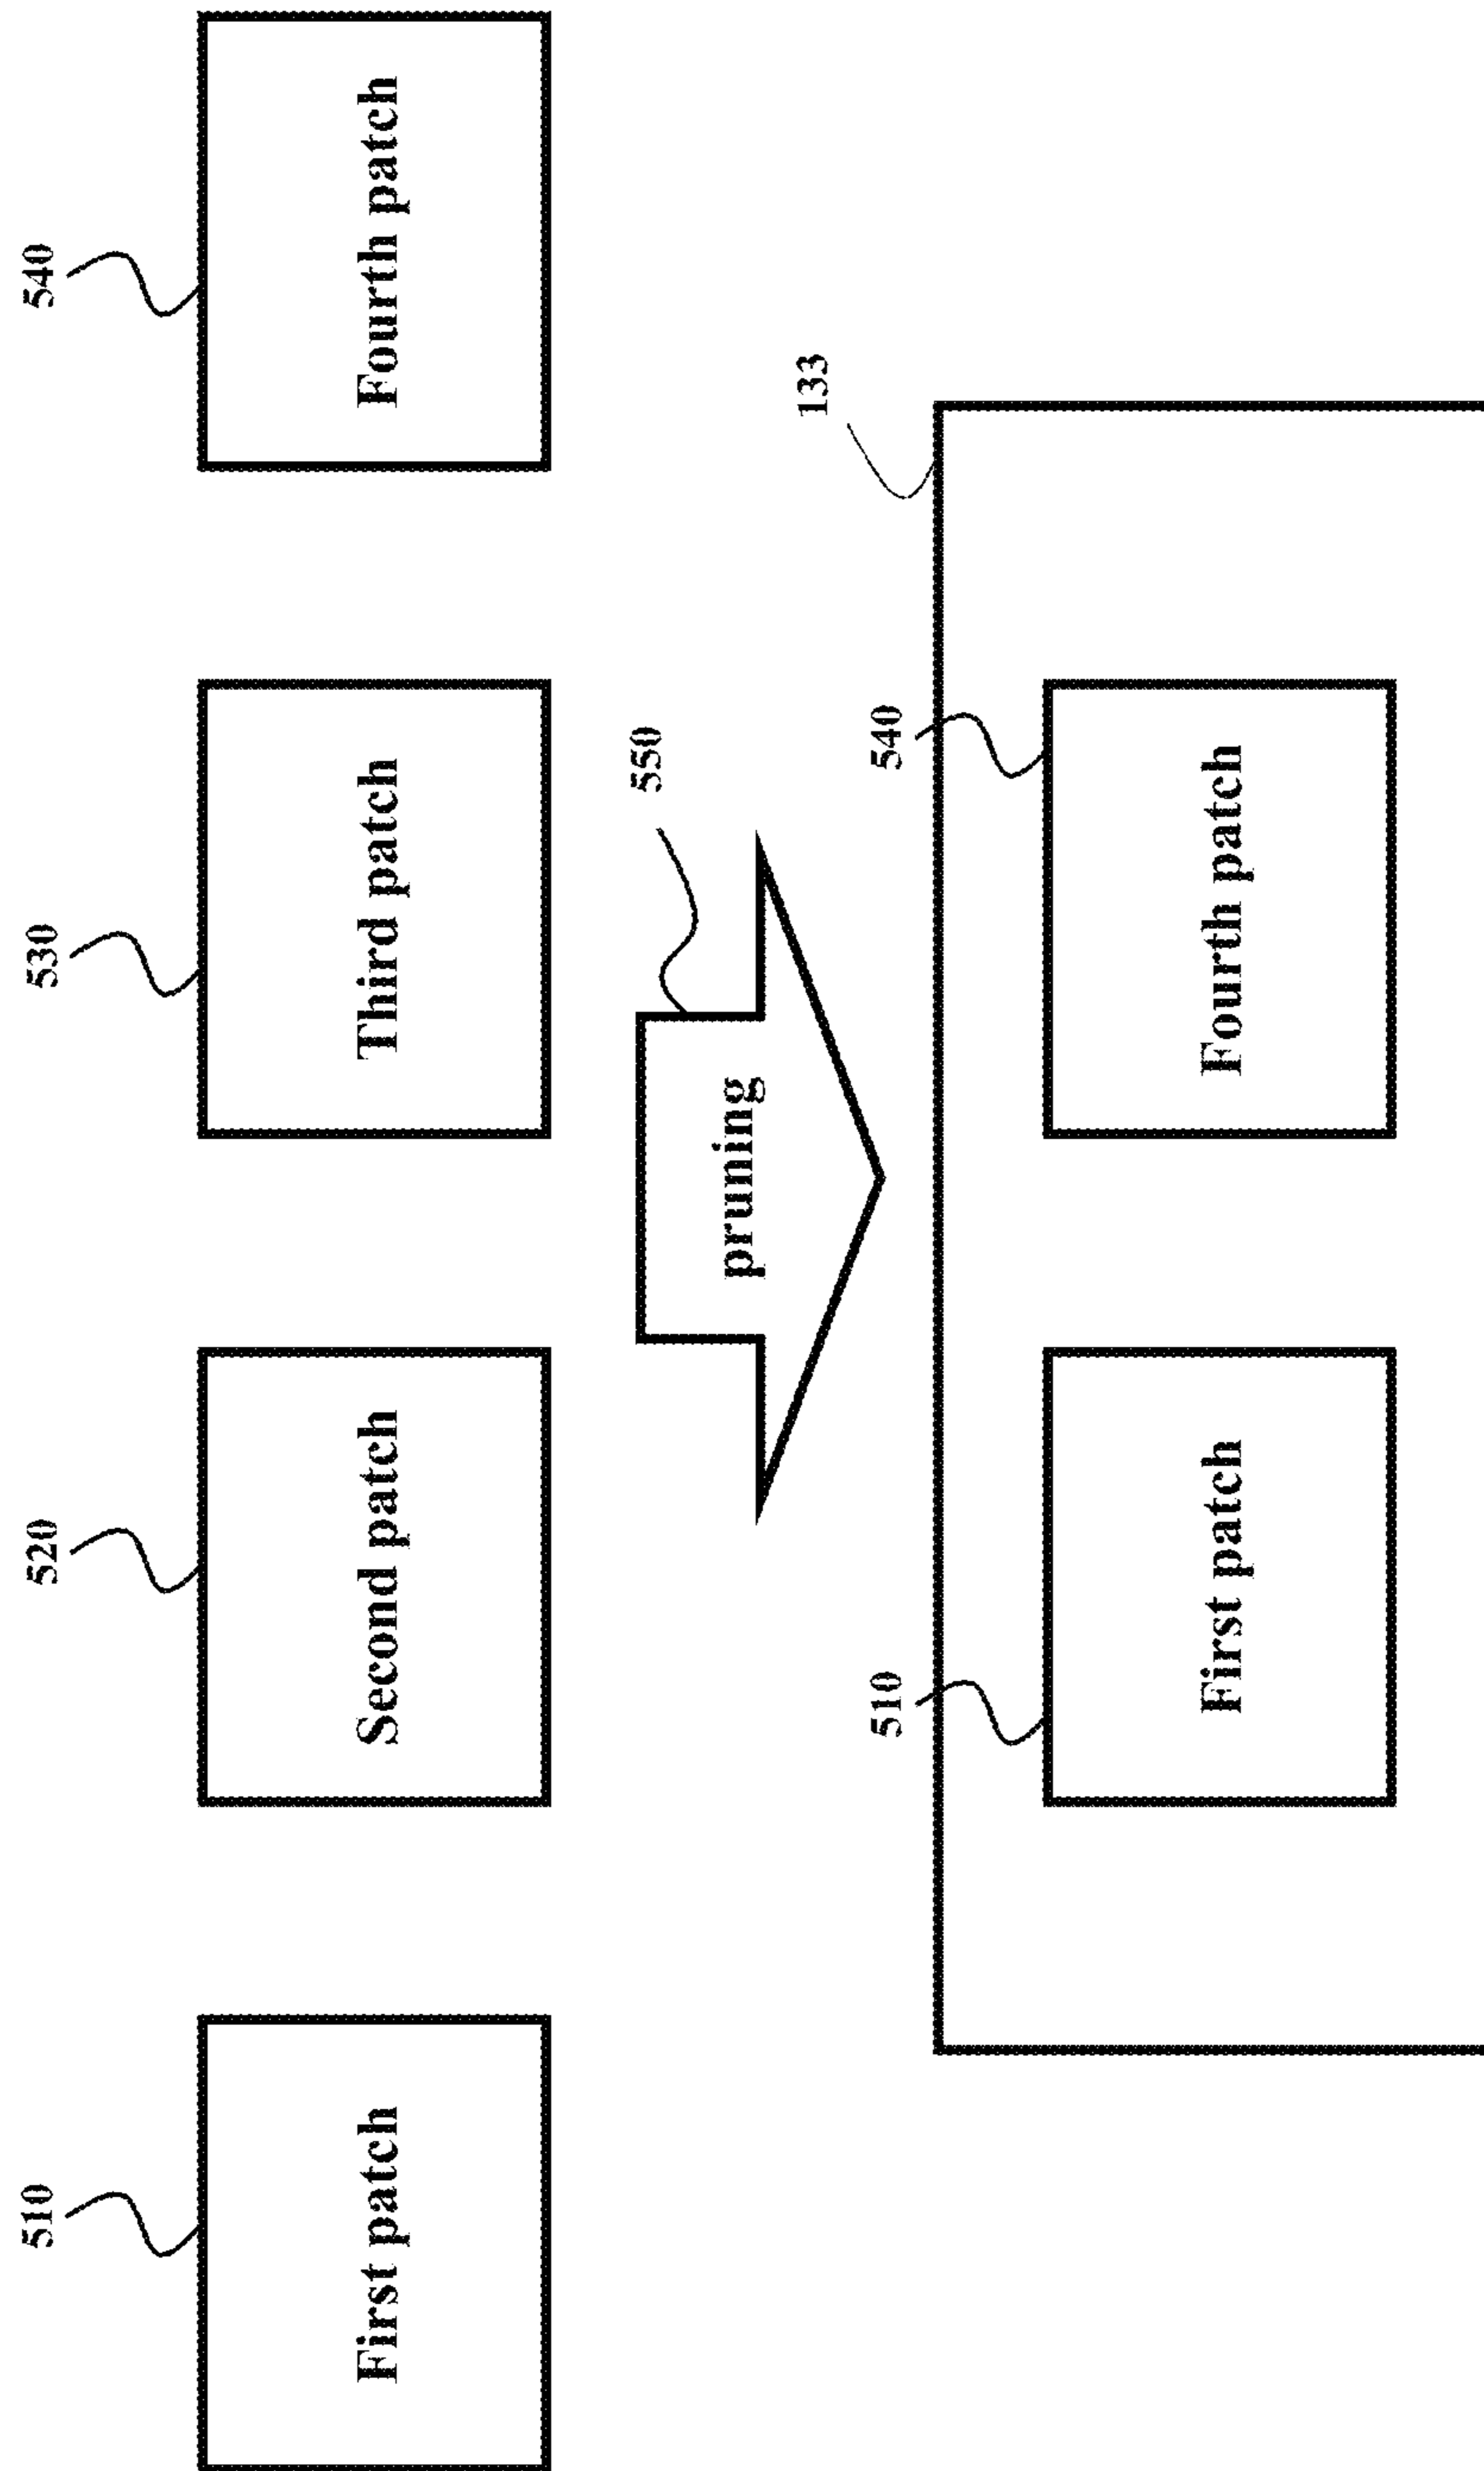 510
520
530
540
First patch
Second patch
Third patch
Fourth patch
550
pruning
133
510
540
First patch
Fourth patch